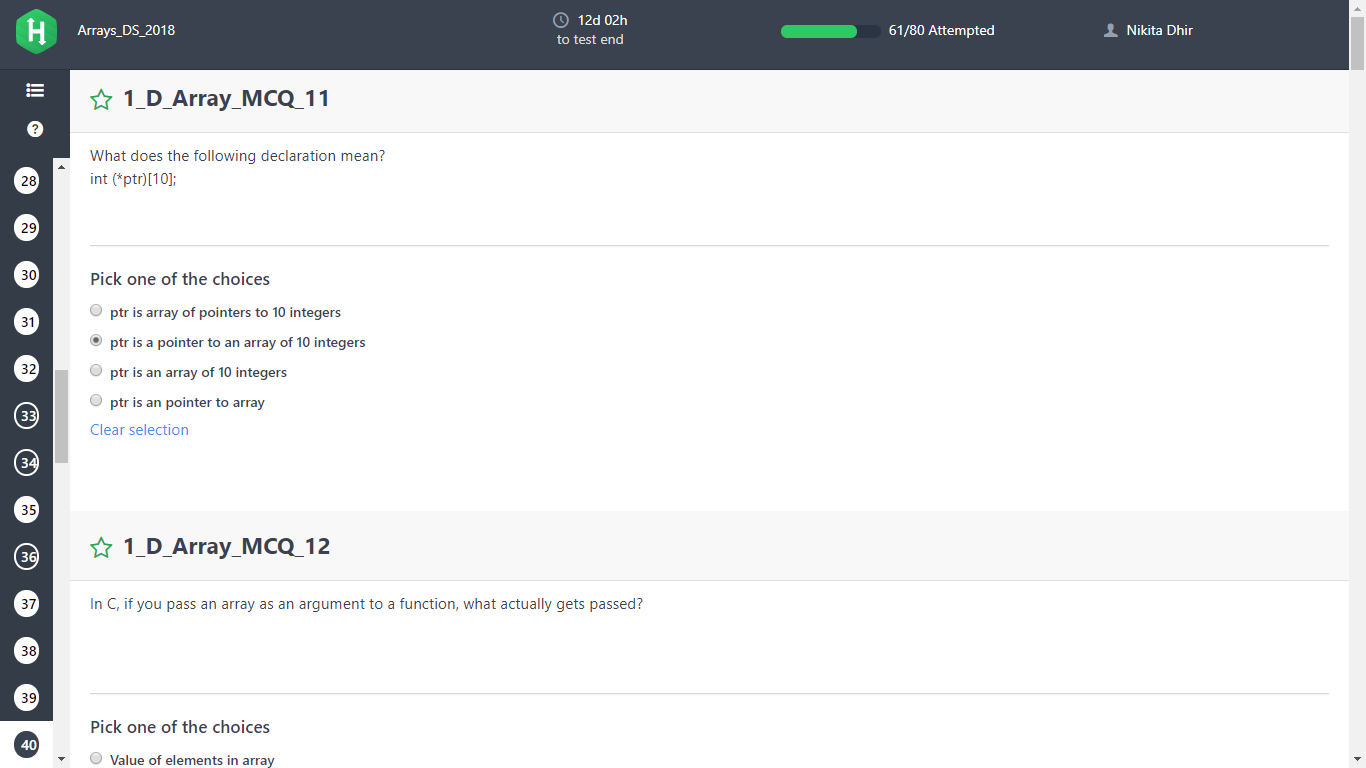 H
Arrays_DS_2018
12d 02h
to test end
61/80 Attempted
Nikita Dhir
?
28
29
30
31
32
33
34
35
36
37
38
39
40
1_D_Array_MCQ_11
What does the following declaration mean?
int (*ptr)[10];
Pick one of the choices
ptr is array of pointers to 10 integers
ptr is a pointer to an array of 10 integers
ptr is an array of 10 integers
ptr is an pointer to array
Clear selection
1_D_Array_MCQ_12
In C, if you pass an array as an argument to a function, what actually gets passed?
Pick one of the choices
Value of elements in array